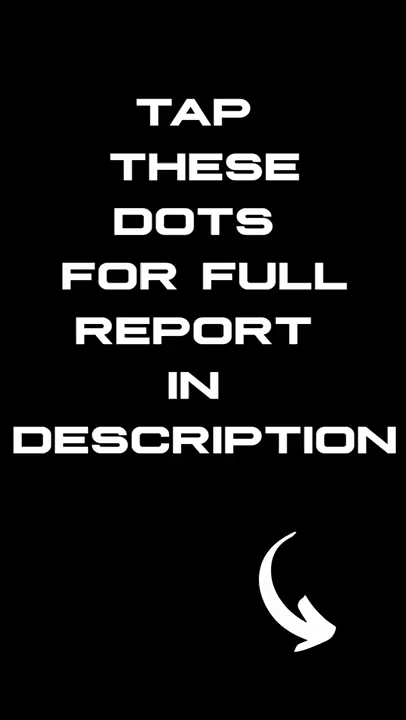 TAP
THESE
DOTS
FOR FULL
REPORT
IN
DESCRIPTION